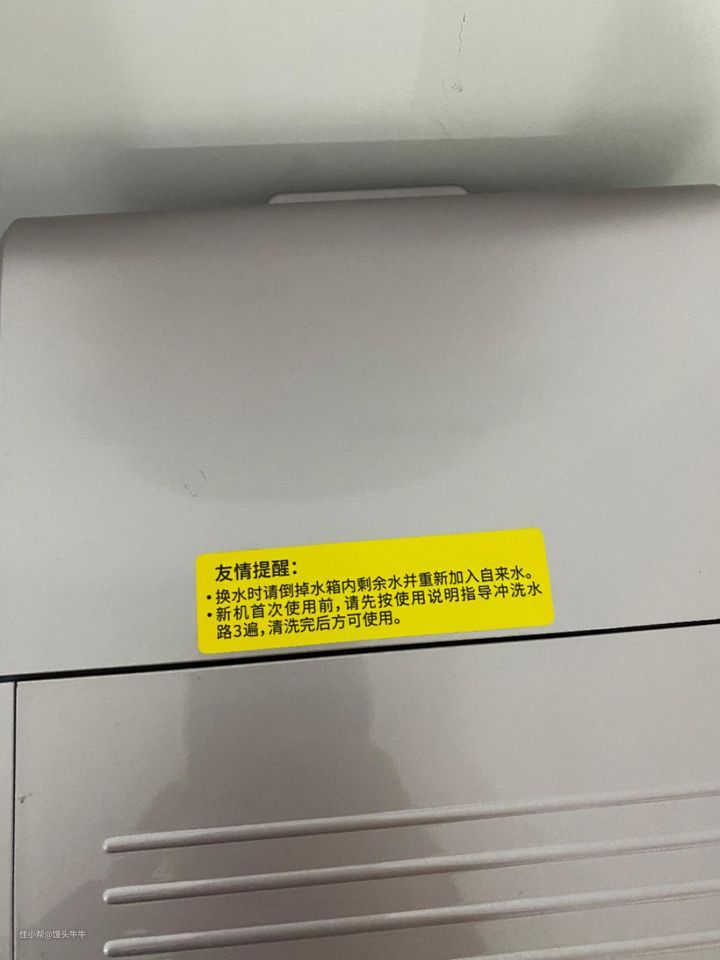 友情提醒：
•换水时请倒掉水箱内剩余水并重新加入自来水。
•新机首次使用前，请先按使用说明指导冲洗水
路3遍，清洗完后方可使用。
住小帮@馒头牛牛